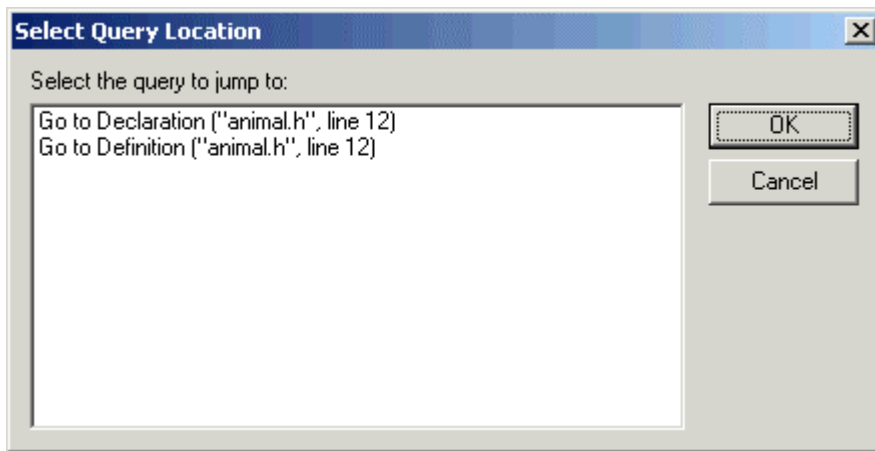 Select Query Location
Select the query to jump to:
Go to Declaration ("animal.h", line 12)
Go to Definition ("animal.h", line 12)
OK
Cancel